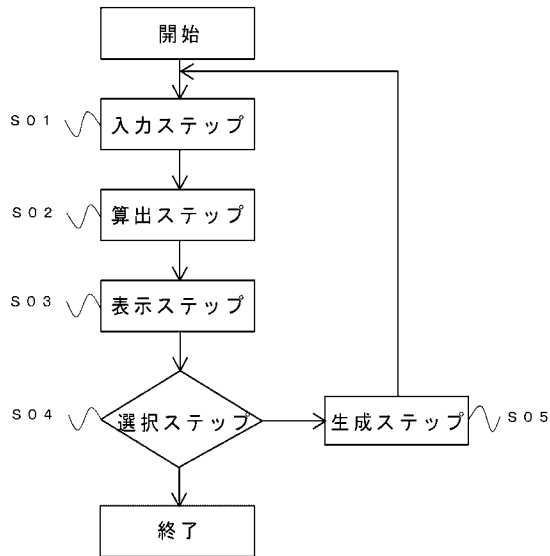 開始
S01
入力ステップ
S02
算出ステップ
S03
表示ステップ
S04
選択ステップ
生成ステップ
S05
終了